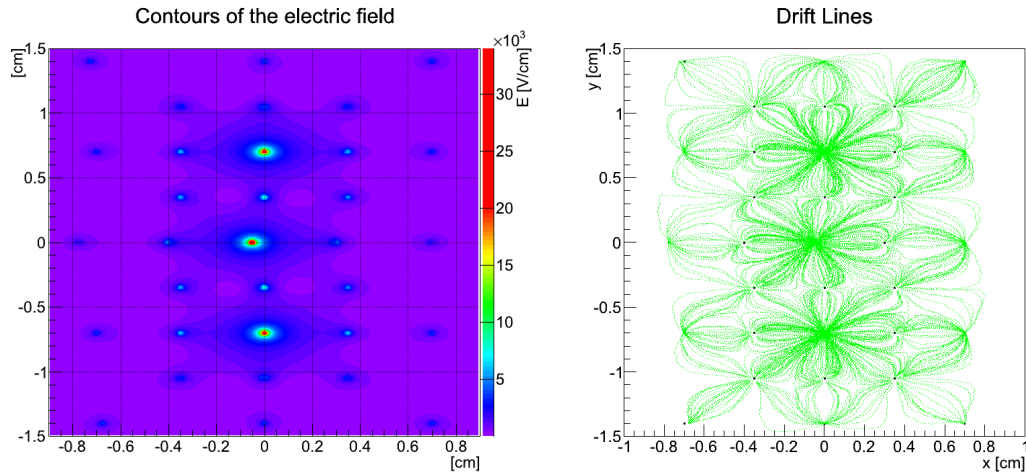 Contours of the electric field
Drift Lines
[cm]
1.5
1
0.5
0
-0.5
-1
-1.5
-0.8 -0.6 -0.4 -0.2 0 0.2 0.4 0.6 0.8
[cm]
×10³
E [V/cm]
30
25
20
15
10
5
y [cm]
1.5
1
0.5
0
-0.5
-1
-1.5
-1 -0.8 -0.6 -0.4 -0.2 0 0.2 0.4 0.6 0.8 1
x [cm]